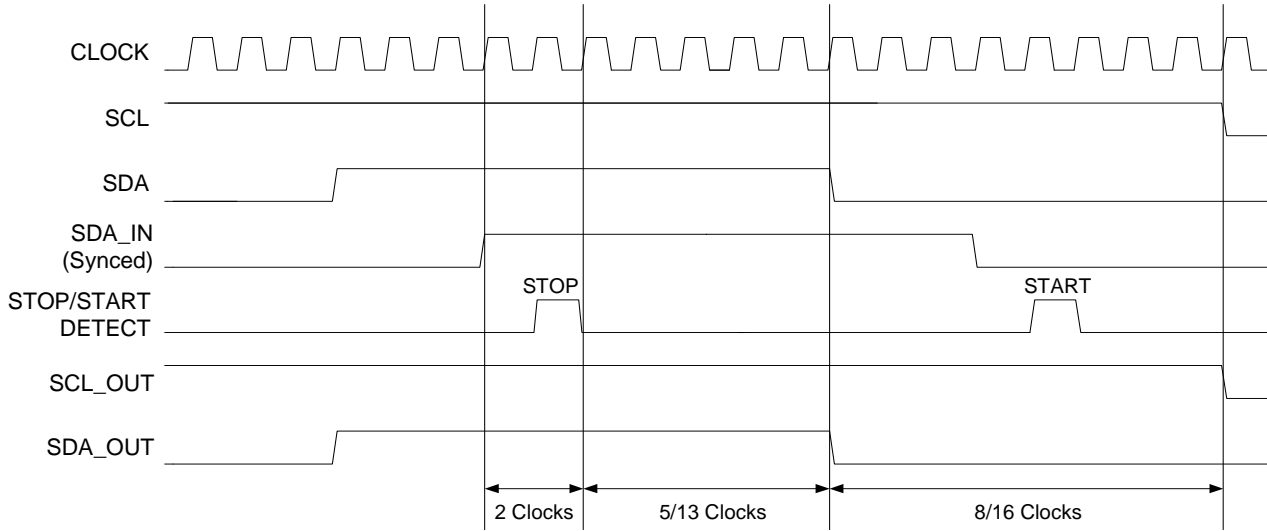 CLOCK
SCL
SDA
SDA_IN
(Synced)
STOP/START
DETECT
STOP
START
SCL_OUT
SDA_OUT
2 Clocks
5/13 Clocks
8/16 Clocks